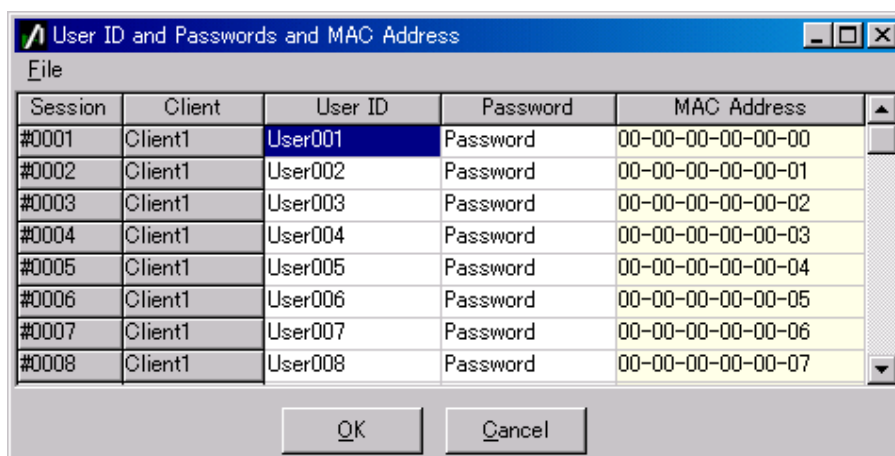 User ID and Passwords and MAC Address
File
Session Client User ID Password MAC Address
#0001 Client1 User001 Password 00-00-00-00-00-00
#0002 Client1 User002 Password 00-00-00-00-00-01
#0003 Client1 User003 Password 00-00-00-00-00-02
#0004 Client1 User004 Password 00-00-00-00-00-03
#0005 Client1 User005 Password 00-00-00-00-00-04
#0006 Client1 User006 Password 00-00-00-00-00-05
#0007 Client1 User007 Password 00-00-00-00-00-06
#0008 Client1 User008 Password 00-00-00-00-00-07
OK Cancel